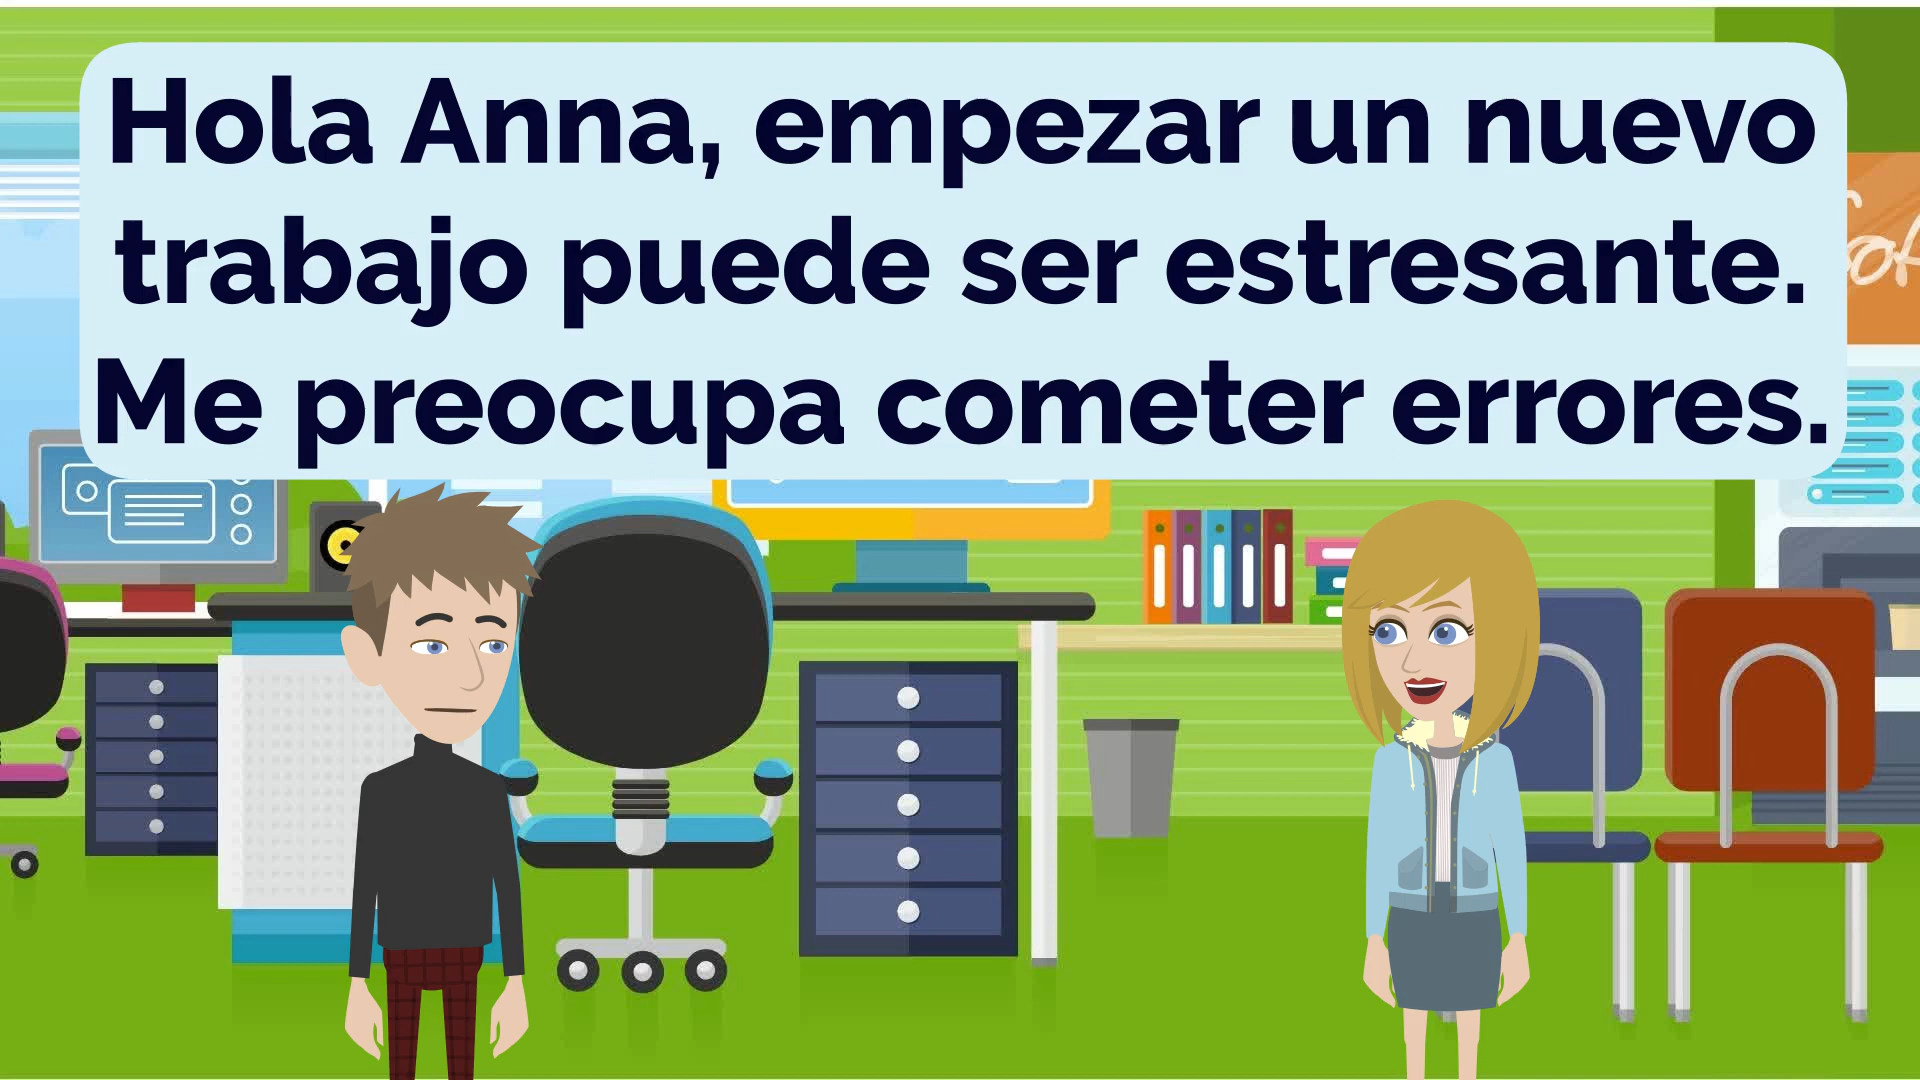 Hola Anna, empezar un nuevo
trabajo puede ser estresante.
Me preocupa cometer errores.